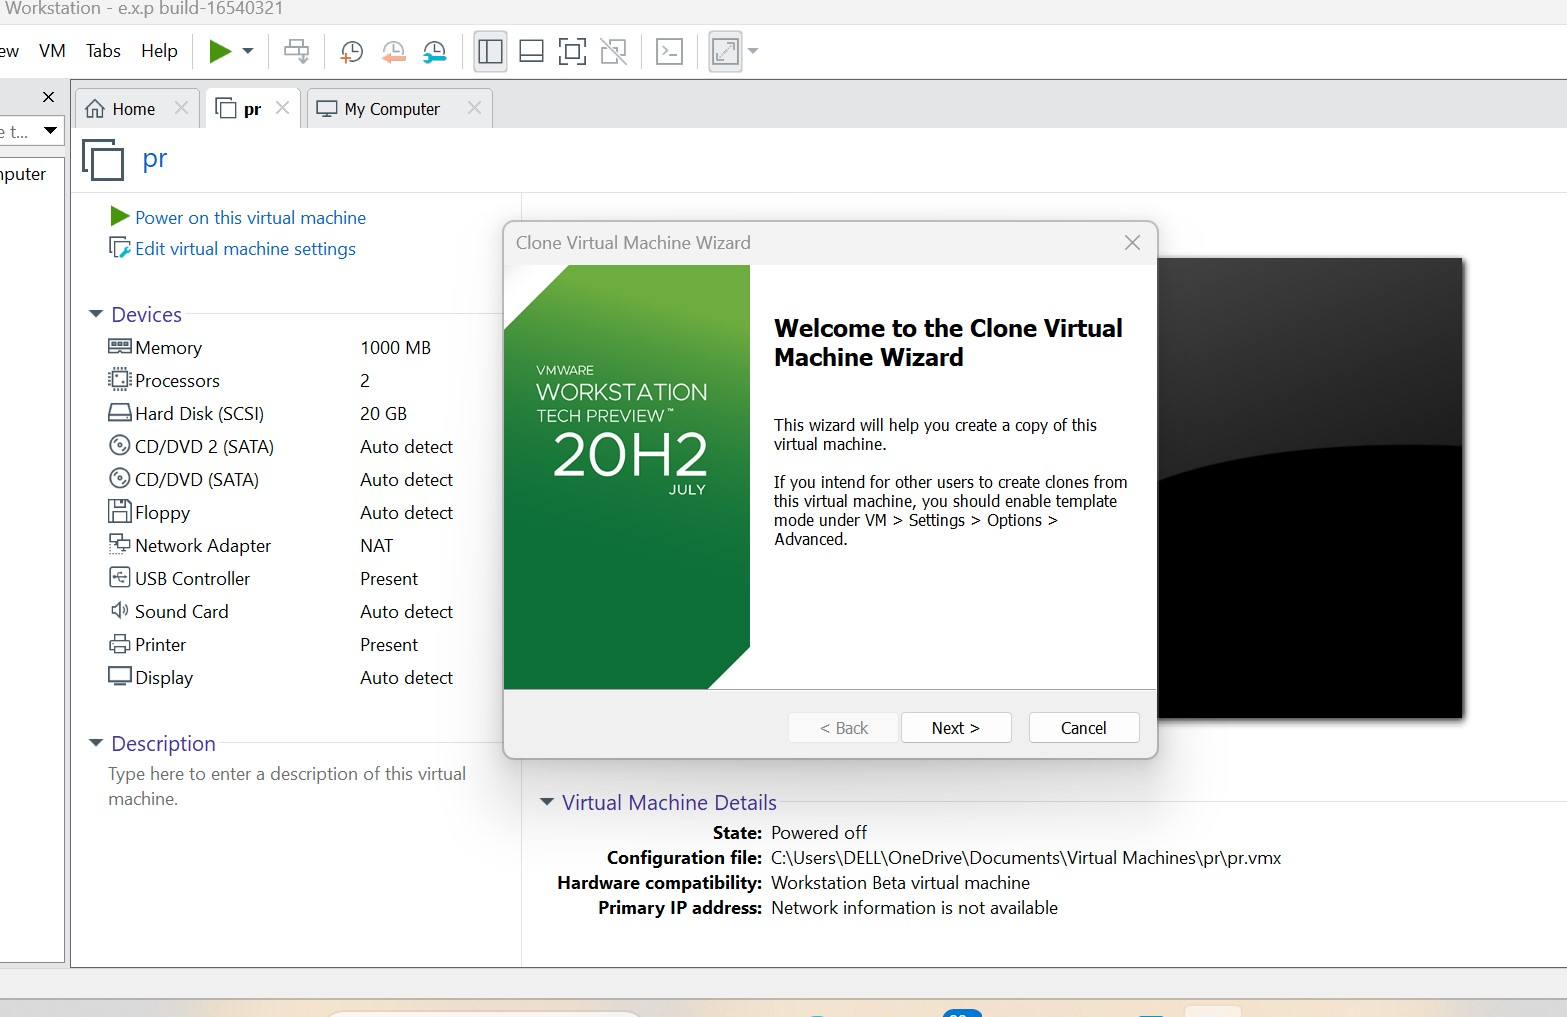 Workstation - e.x.p build-16540321
ew VM Tabs Help
Home pr My Computer
e t...
nputer
pr
Power on this virtual machine
Edit virtual machine settings
Devices
Memory 1000 MB
Processors 2
Hard Disk (SCSI) 20 GB
CD/DVD 2 (SATA) Auto detect
CD/DVD (SATA) Auto detect
Floppy Auto detect
Network Adapter NAT
USB Controller Present
Sound Card Auto detect
Printer Present
Display Auto detect
Description
Type here to enter a description of this virtual
machine.
Clone Virtual Machine Wizard
VMWARE
WORKSTATION
TECH PREVIEW™
20H2
JULY
Welcome to the Clone Virtual
Machine Wizard
This wizard will help you create a copy of this
virtual machine.
If you intend for other users to create clones from
this virtual machine, you should enable template
mode under VM > Settings > Options >
Advanced.
< Back Next > Cancel
Virtual Machine Details
State: Powered off
Configuration file: C:\Users\DELL\OneDrive\Documents\Virtual Machines\pr\pr.vmx
Hardware compatibility: Workstation Beta virtual machine
Primary IP address: Network information is not available